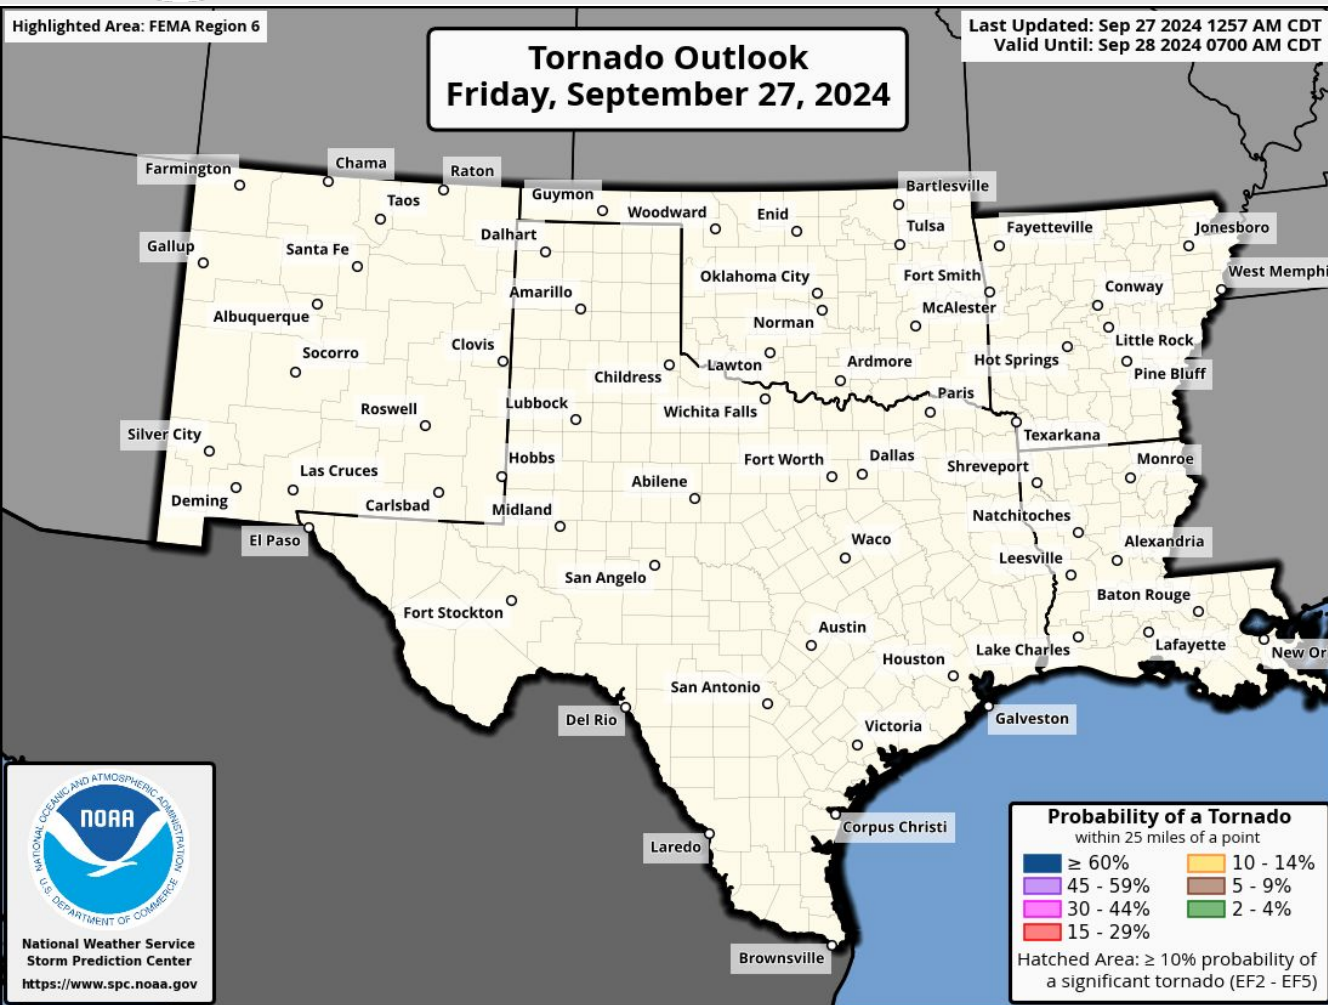 Highlighted Area: FEMA Region 6
Last Updated: Sep 27 2024 1257 AM CDT
Valid Until: Sep 28 2024 0700 AM CDT
Tornado Outlook
Friday, September 27, 2024
Farmington
Chama
Raton
Taos
Guymon
Woodward
Enid
Bartlesville
Tulsa
Fayetteville
Jonesboro
Gallup
Santa Fe
Dalhart
Oklahoma City
Fort Smith
West Memphi
Amarillo
Conway
Albuquerque
Norman
McAlester
Little Rock
Socorro
Clovis
Childress
Lawton
Ardmore
Hot Springs
Pine Bluff
Roswell
Lubbock
Wichita Falls
Paris
Silver City
Texarkana
Las Cruces
Hobbs
Abilene
Fort Worth
Dallas
Shreveport
Monroe
Deming
Carlsbad
Midland
Natchitoches
El Paso
San Angelo
Waco
Leesville
Alexandria
Fort Stockton
Baton Rouge
Austin
Houston
Lake Charles
Lafayette
New Or
San Antonio
Del Rio
Victoria
Galveston
Laredo
Corpus Christi
Brownsville
NATIONAL OCEANIC AND ATMOSPHERIC ADMINISTRATION
NOAA
U.S. DEPARTMENT OF COMMERCE
National Weather Service
Storm Prediction Center
https://www.spc.noaa.gov
Probability of a Tornado
within 25 miles of a point
≥ 60%
45 - 59%
30 - 44%
15 - 29%
10 - 14%
5 - 9%
2 - 4%
Hatched Area: ≥ 10% probability of
a significant tornado (EF2 - EF5)